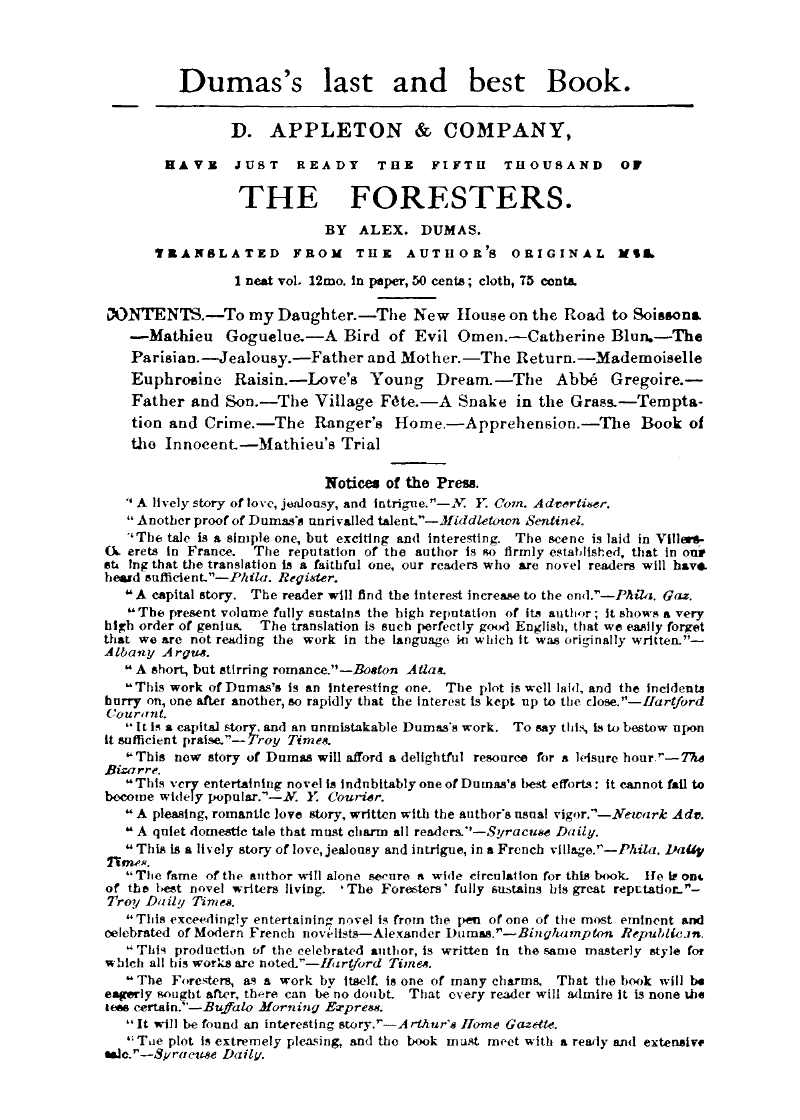 Dumas's last and best Book.
D. APPLETON & COMPANY,
HAVE JUST READY THE FIFTH THOUSAND OF
THE FORESTERS.
BY ALEX. DUMAS.
TRANSLATED FROM THE AUTHOR'S ORIGINAL MSS.
1 neat vol. 12mo. in paper, 50 cents; cloth, 75 cents.
CONTENTS.—To my Daughter.—The New House on the Road to Soissons.
—Mathieu Goguelue.—A Bird of Evil Omen.—Catherine Blum.—The
Parisian.—Jealousy.—Father and Mother.—The Return.—Mademoiselle
Euphrosine Raisin.—Love's Young Dream.—The Abbé Gregoire.—
Father and Son.—The Village Fête.—A Snake in the Grass.—Tempta-
tion and Crime.—The Ranger's Home.—Apprehension.—The Book of
the Innocent.—Mathieu's Trial
Notices of the Press.
"A lively story of love, jealousy, and intrigue."—N. Y. Com. Advertiser.
"Another proof of Dumas's unrivalled talent."—Middletown Sentinel.
"The tale is a simple one, but exciting and interesting. The scene is laid in Villers-
erets in France. The reputation of the author is so firmly established, that in our
ing that the translation is a faithful one, our readers who are novel readers will have
heard sufficient."—Phila. Register.
"A capital story. The reader will find the interest increase to the end."—Phila. Gaz.
"The present volume fully sustains the high reputation of its author; it shows a very
high order of genius. The translation is such perfectly good English, that we easily forget
that we are not reading the work in the language in which it was originally written."—
Albany Argus.
"A short, but stirring romance."—Boston Atlas.
"This work of Dumas's is an interesting one. The plot is well laid, and the incidents
hurry on, one after another, so rapidly that the interest is kept up to the close."—Hartford
Courant.
"It is a capital story, and an unmistakable Dumas's work. To say this, is to bestow upon
it sufficient praise."—Troy Times.
"This new story of Dumas will afford a delightful resource for a leisure hour."—The
Bizarre.
"This very entertaining novel is indubitably one of Dumas's best efforts: it cannot fail to
become widely popular."—N. Y. Courier.
"A pleasing, romantic love story, written with the author's usual vigor."—Newark Adv.
"A quiet domestic tale that must charm all readers."—Syracuse Daily.
"This is a lively story of love, jealousy and intrigue, in a French village."—Phila. Daily
Times.
"The fame of the author will alone secure a wide circulation for this book. He is one
of the best novel writers living. 'The Foresters' fully sustains his great reputation."—
Troy Daily Times.
"This exceedingly entertaining novel is from the pen of one of the most eminent and
celebrated of Modern French novelists—Alexander Dumas."—Binghampton Republican.
"This production of the celebrated author, is written in the same masterly style for
which all his works are noted."—Hartford Times.
"The Foresters, as a work by itself, is one of many charms. That the book will be
eagerly sought after, there can be no doubt. That every reader will admire it is none the
less certain."—Buffalo Morning Express.
"It will be found an interesting story."—Arthur's Home Gazette.
"The plot is extremely pleasing, and the book must meet with a ready and extensive
sale."—Syracuse Daily.